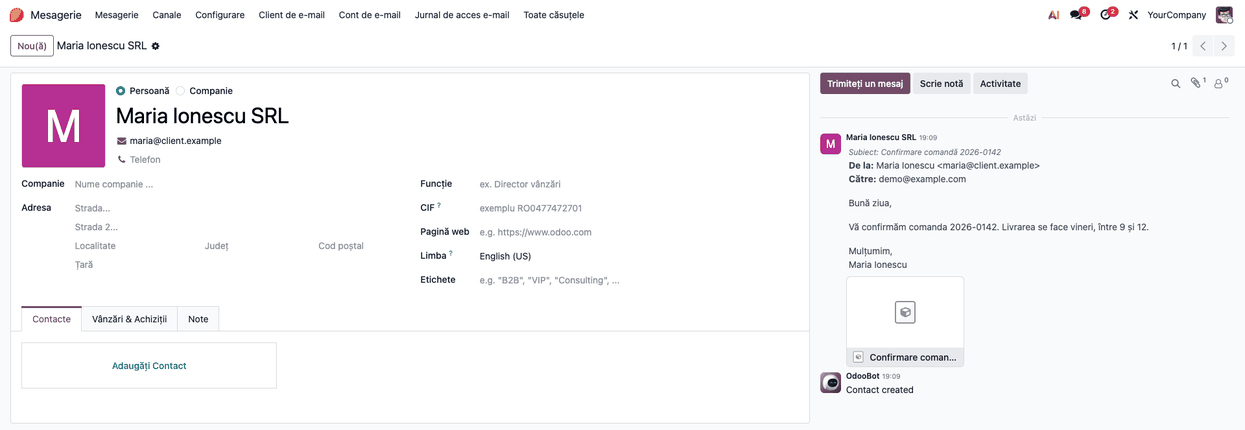 Mesagerie Mesagerie Canale Configurare Client de e-mail Cont de e-mail Jurnal de acces e-mail Toate căsuțele AI 6 2 YourCompany
Nou(ă) Maria Ionescu SRL 1 / 1
M
Persoană Companie
Maria Ionescu SRL
maria@client.example
Telefon
Companie Nume companie ...
Adresa Strada...
Strada 2...
Localitate Județ Cod poștal
Țară
Funcție ex. Director vânzări
CIF ? exemplu RO0477472701
Pagină web e.g. https://www.odoo.com
Limba ? English (US)
Etichete e.g. "B2B", "VIP", "Consulting", ...
Contacte Vânzări & Achiziții Note
Adaugăți Contact
Trimiteți un mesaj Scrie notă Activitate 1 0
Astăzi
M
Maria Ionescu SRL 19:09
Subiect: Confirmare comandă 2026-0142
De la: Maria Ionescu <maria@client.example>
Către: demo@example.com
Bună ziua,
Vă confirmăm comanda 2026-0142. Livrarea se face vineri, între 9 și 12.
Mulțumim,
Maria Ionescu
Confirmare coman...
OdooBot 19:09
Contact created